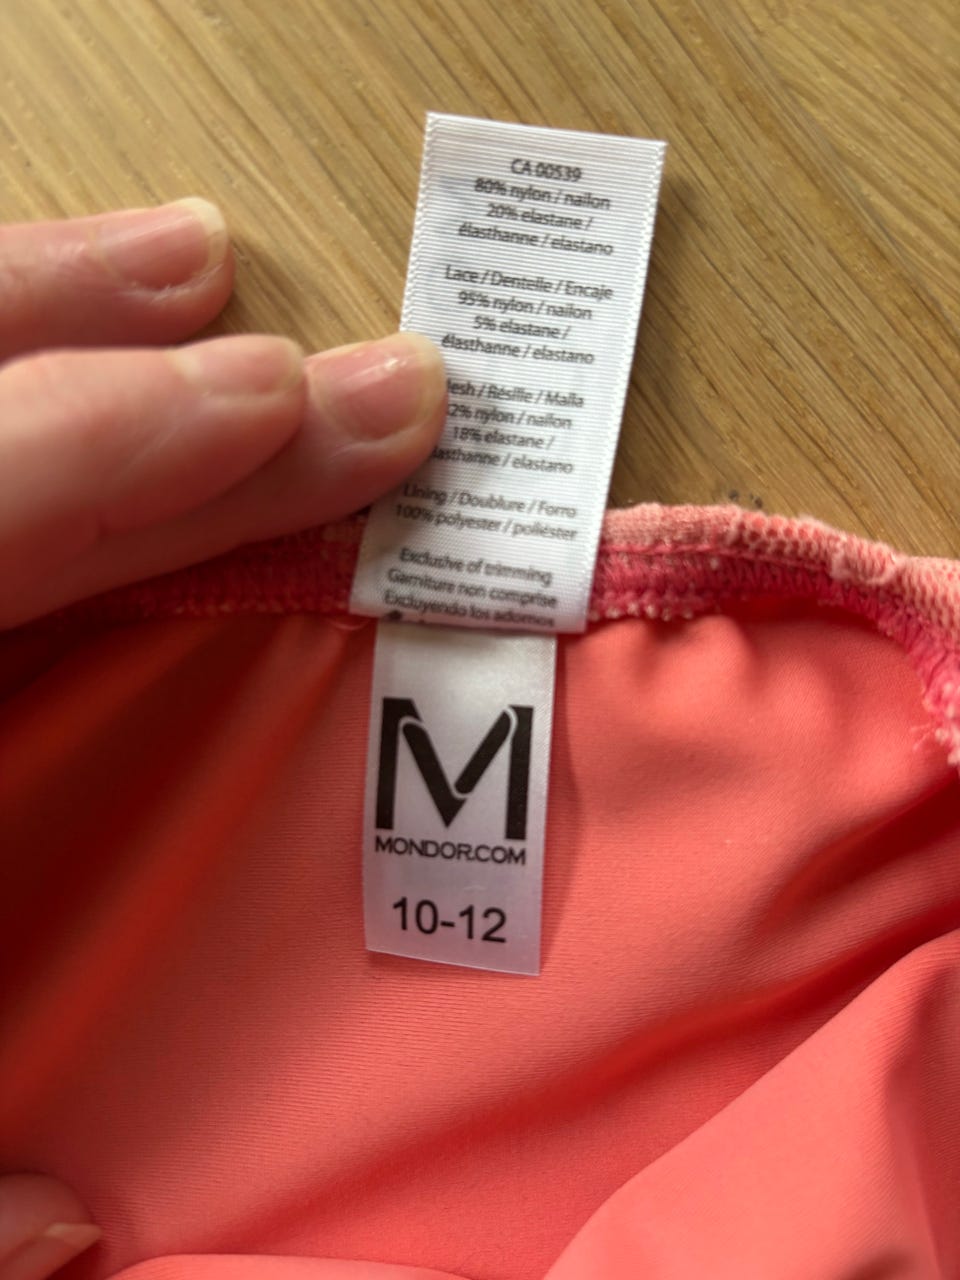 CA 00539
80% nylon / nailon
20% elastane /
élasthanne / elastano
Lace / Dentelle / Encaje
95% nylon / nailon
5% elastane /
élasthanne / elastano
/ Résille / Malla
nylon / nailon
18% elastane /
/ elastano
Lining / Doublure / Forro
100% polyester / poliéster
Exclusive of trimming
Garniture non comprise
Excluyendo los adornos
M
MONDOR.COM
10-12